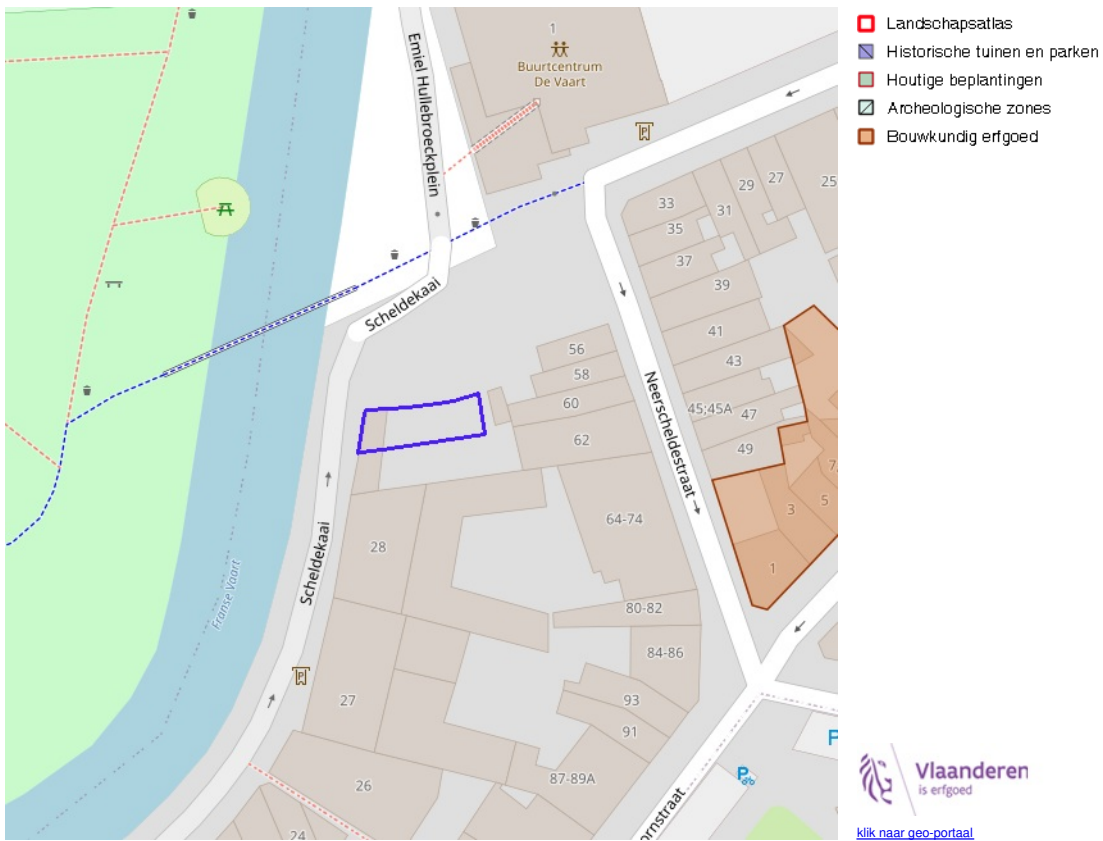 1
Buurtcentrum
De Vaart
Emiel Hullebroeckplein
P
Scheldekaai
33
35
37
31
29
27
25
39
41
43
45;45A
47
49
56
58
60
62
Neerscheldestraat
64-74
7
5
3
1
80-82
84-86
93
91
87-89A
28
27
26
24
Scheldekaai
Franse Vaart
P
P
P
ornstraat
Landschapsatlas
Historische tuinen en parken
Houtige beplantingen
Archeologische zones
Bouwkundig erfgoed
Vlaanderen
is erfgoed
klik naar geo-portaal